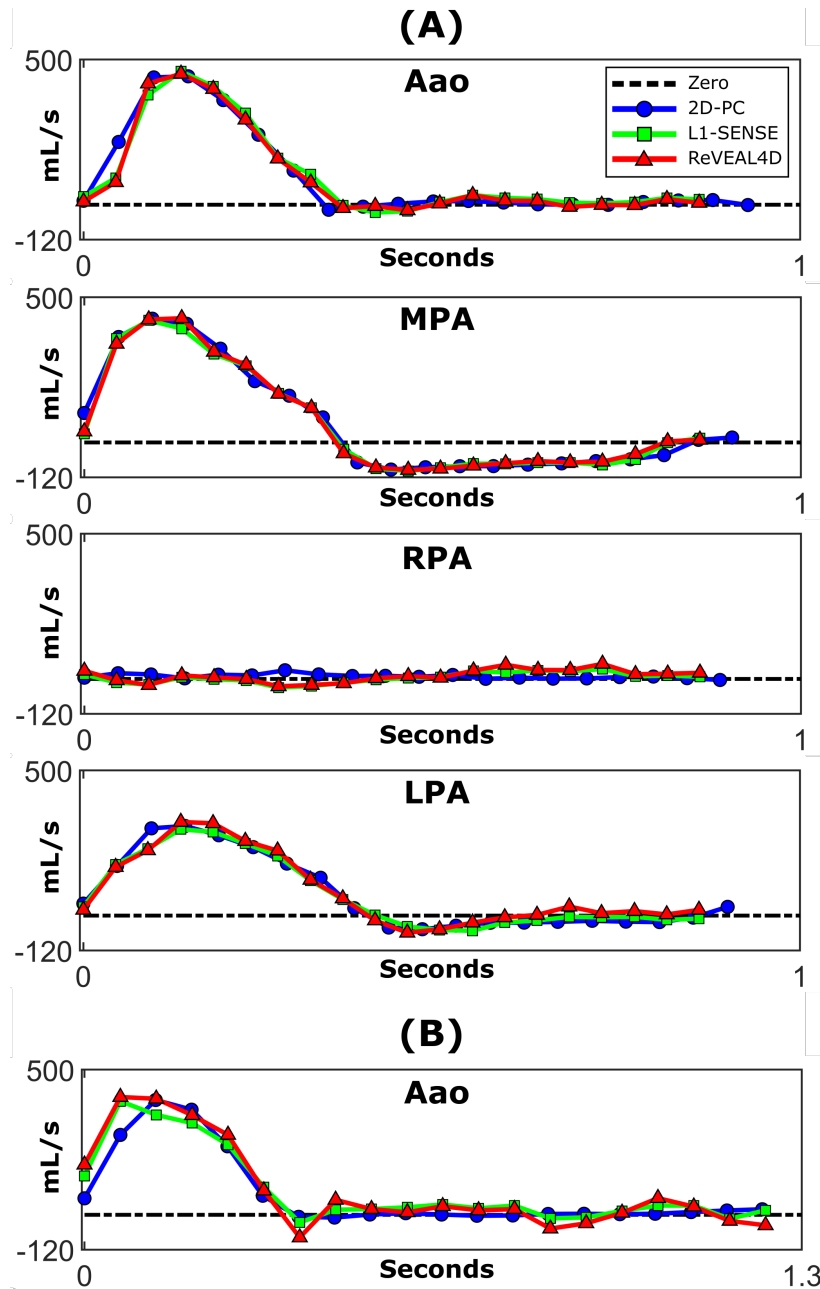 (A)
500
Aao
Zero
2D-PC
L1-SENSE
ReVEAL4D
mL/s
-120
0
Seconds
1
500
MPA
mL/s
-120
0
Seconds
1
500
RPA
mL/s
-120
0
Seconds
1
500
LPA
mL/s
-120
0
Seconds
1
(B)
500
Aao
mL/s
-120
0
Seconds
1.3